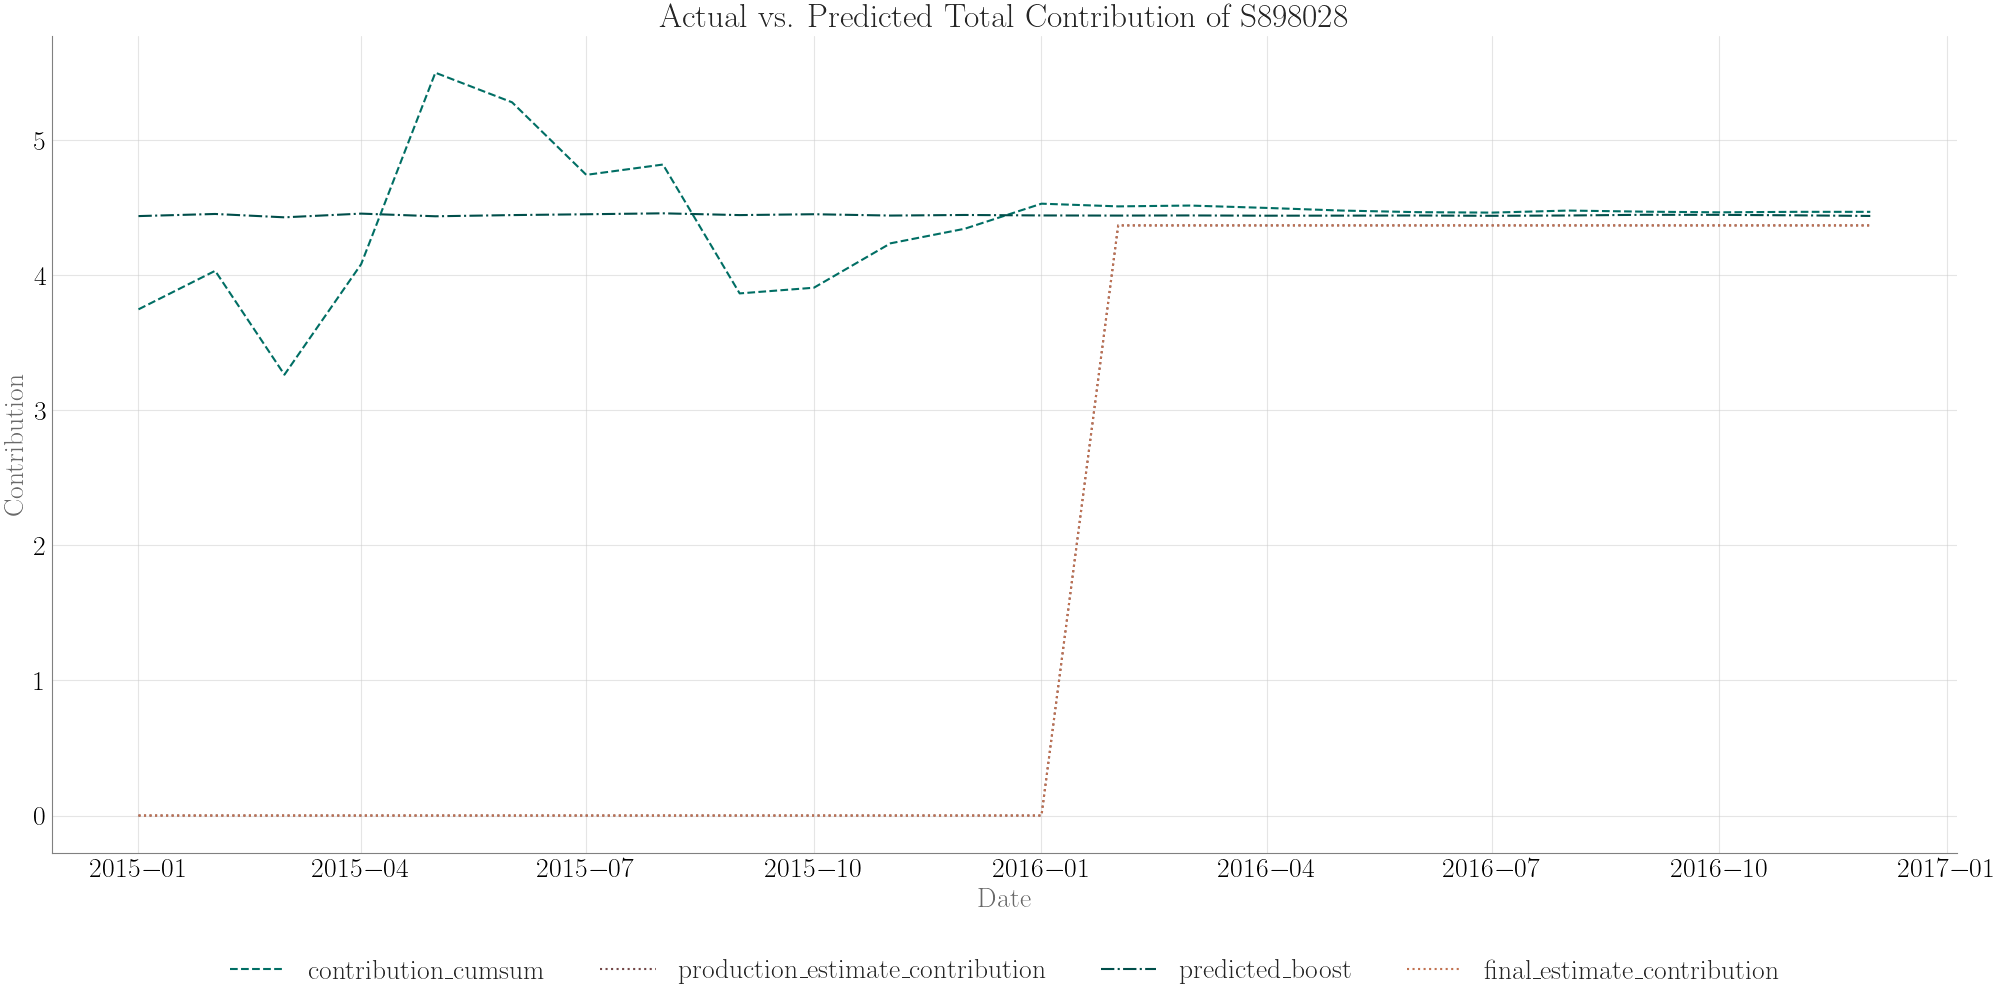 Actual vs. Predicted Total Contribution of S898028
Contribution
5
4
3
2
1
0
2015−01 2015−04 2015−07 2015−10 2016−01 2016−04 2016−07 2016−10 2017−01
Date
contribution_cumsum production_estimate_contribution predicted_boost final_estimate_contribution